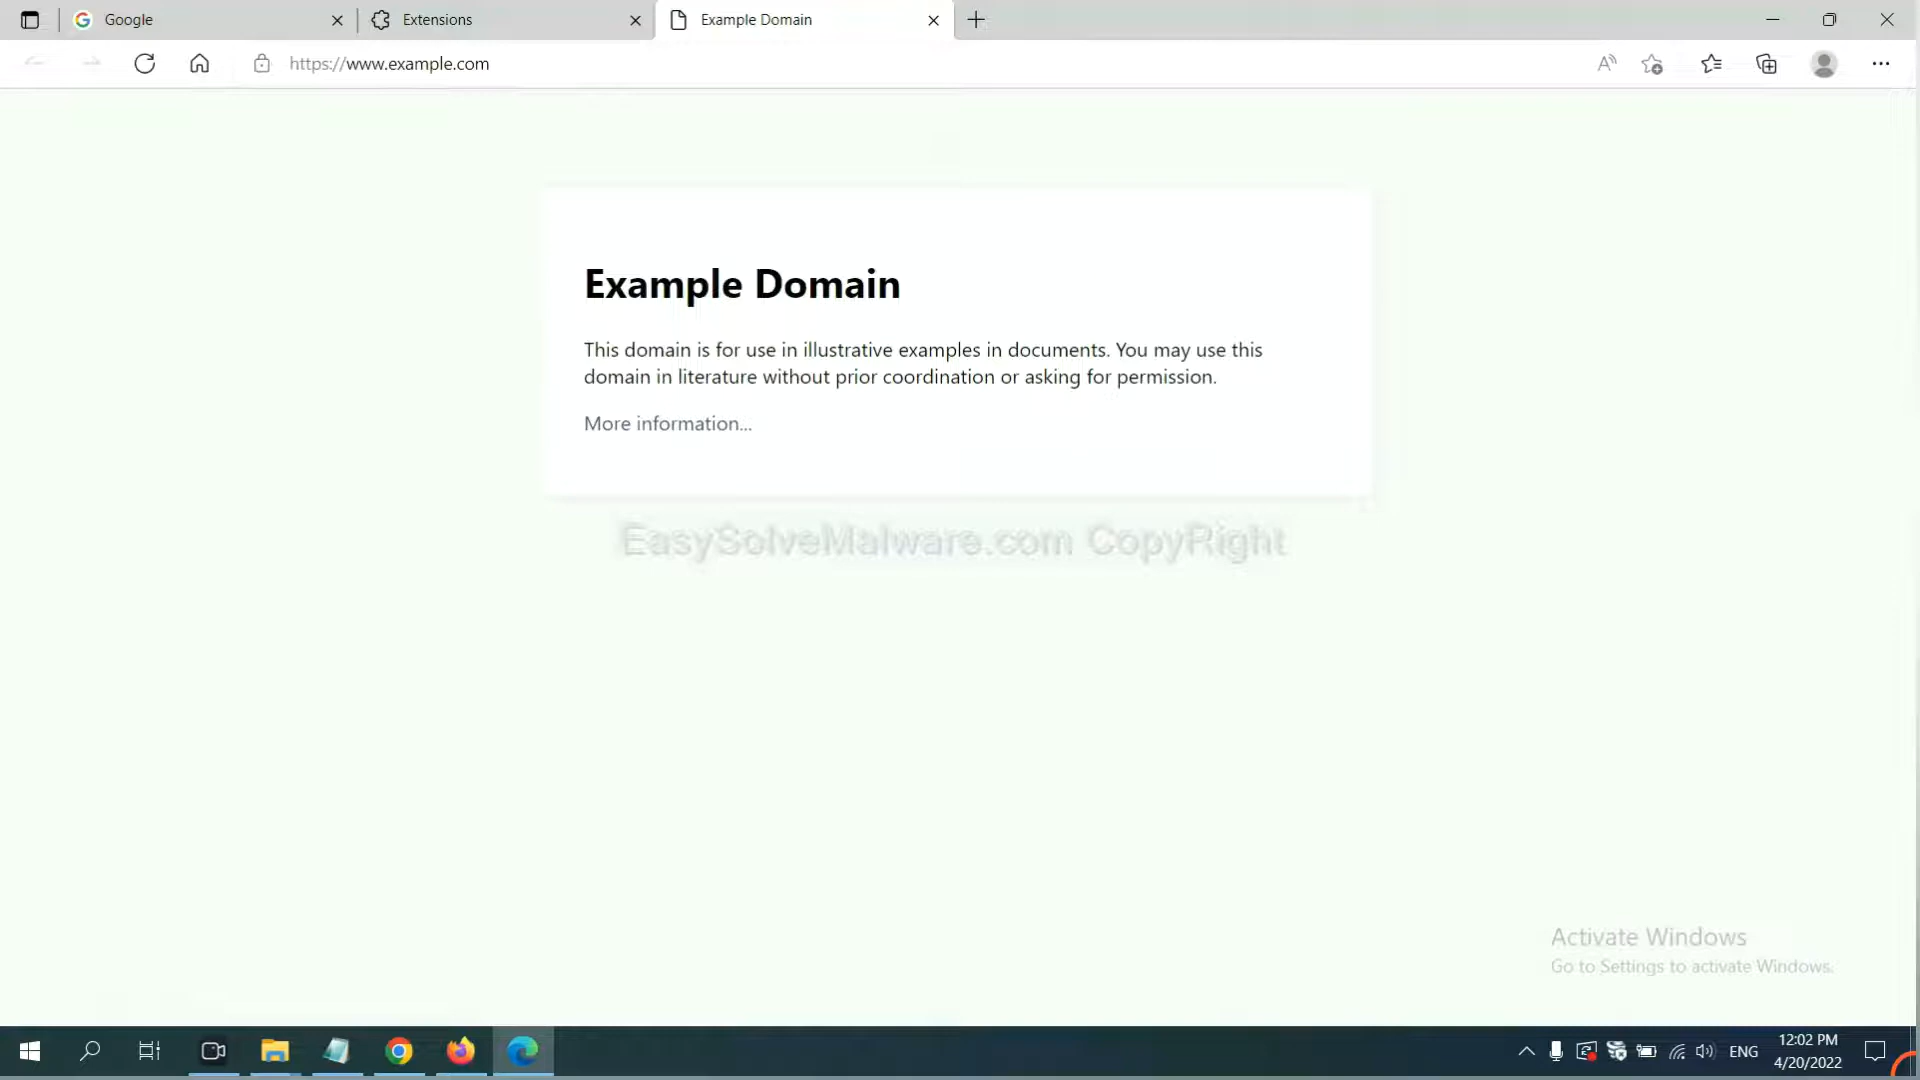 Google
Extensions
Example Domain
https://www.example.com
Example Domain
This domain is for use in illustrative examples in documents. You may use this
domain in literature without prior coordination or asking for permission.
More information...
EasySolveMalware.com CopyRight
Activate Windows
Go to Settings to activate Windows.
ENG
12:02 PM
4/20/2022